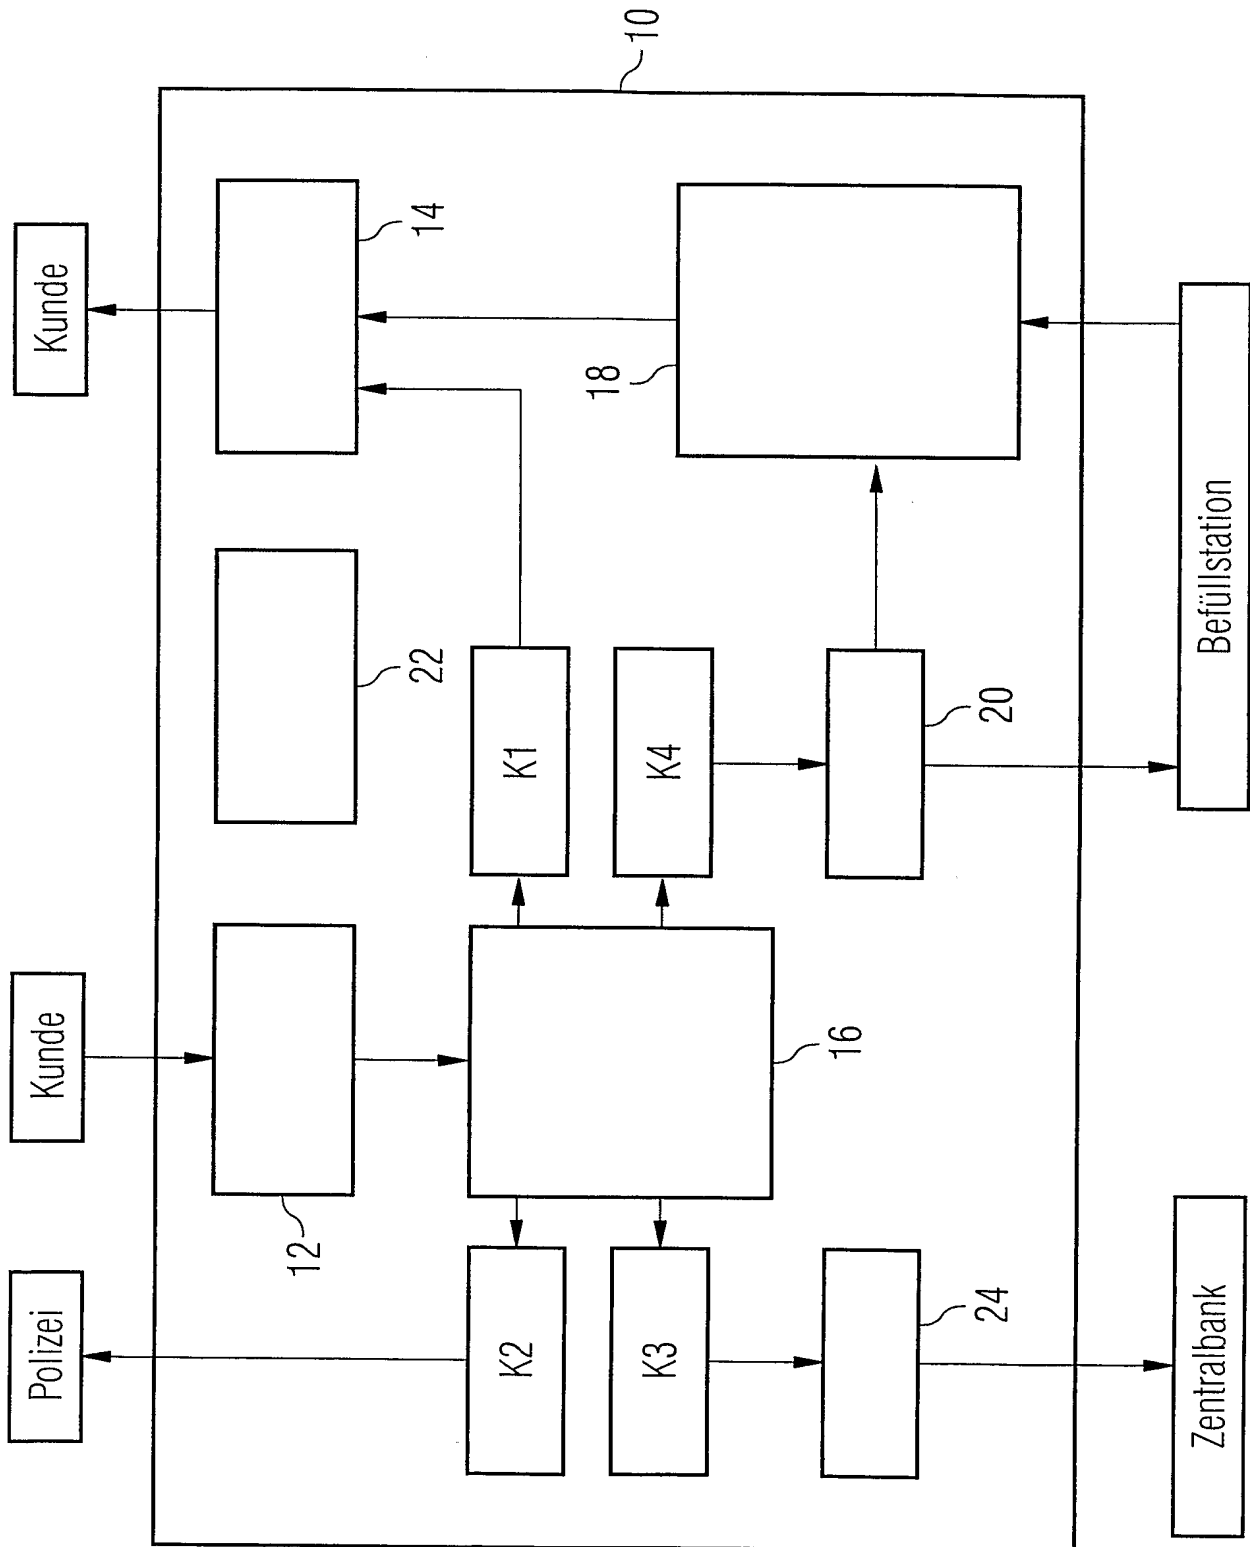 Polizei
Kunde
Kunde
12
22
14
K2
K1
18
10
K3
K4
16
24
20
Zentralbank
Befüllstation